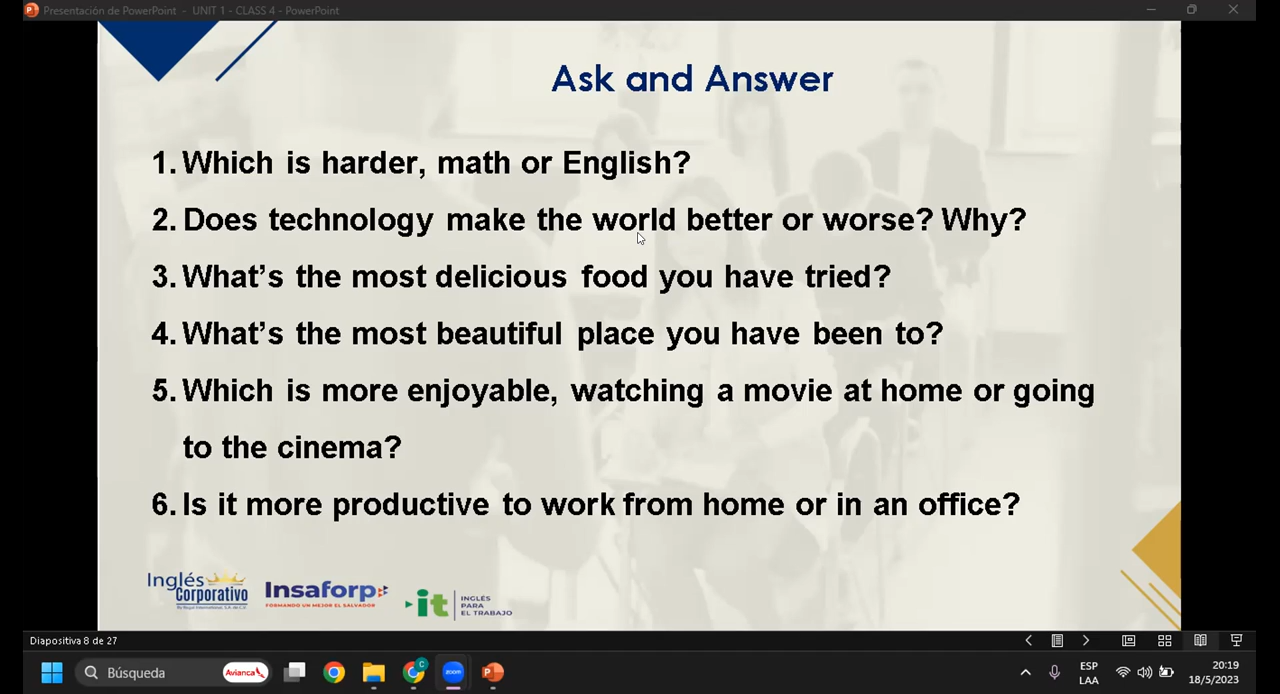 Presentación de PowerPoint - UNIT 1 - CLASS 4 - PowerPoint
Ask and Answer
1. Which is harder, math or English?
2. Does technology make the world better or worse? Why?
3. What's the most delicious food you have tried?
4. What's the most beautiful place you have been to?
5. Which is more enjoyable, watching a movie at home or going
to the cinema?
6. Is it more productive to work from home or in an office?
Inglés
Corporativo
Insaforp
FORMANDO UN MEJOR EL SALVADOR
it
INGLÉS
PARA
EL TRABAJO
Diapositiva 8 de 27
Búsqueda
Avianca
zoom
ESP
LAA
20:19
18/5/2023